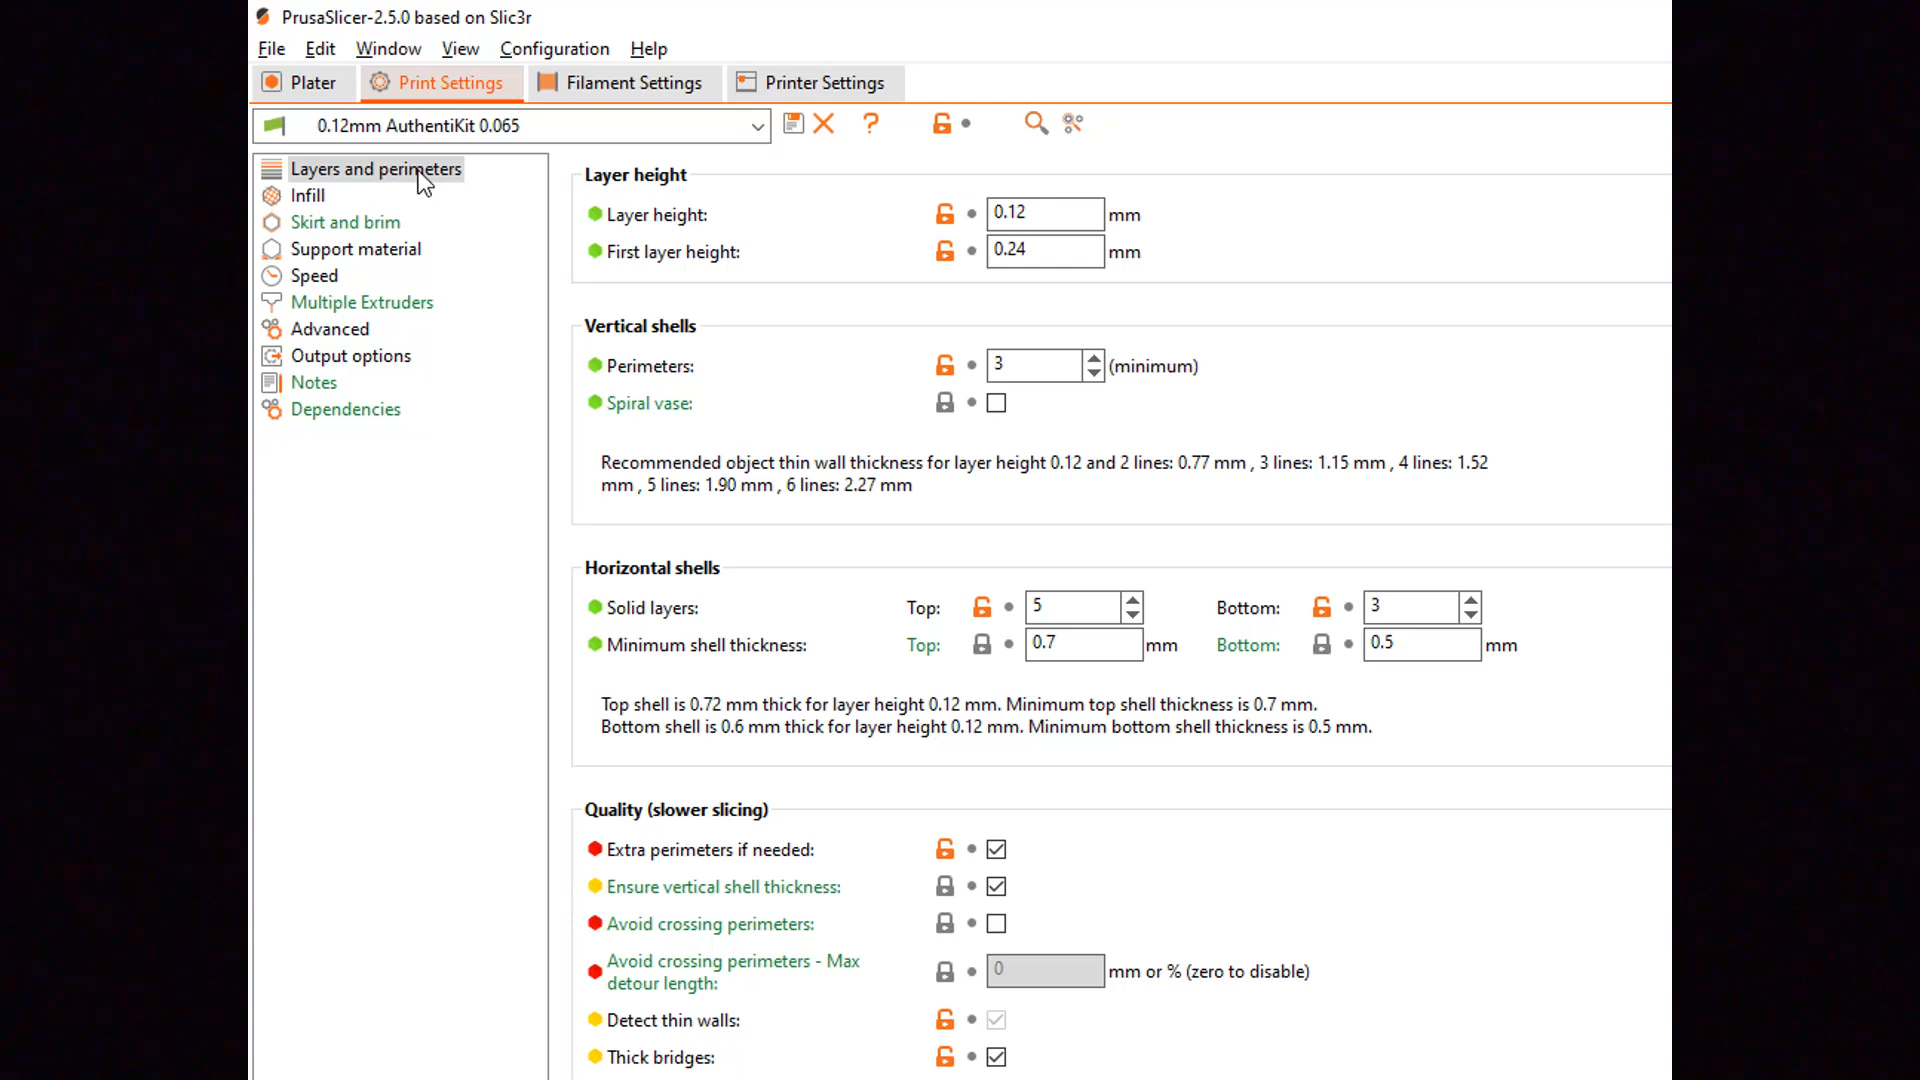 PrusaSlicer-2.5.0 based on Slic3r
File Edit Window View Configuration Help
Plater Print Settings Filament Settings Printer Settings
0.12mm AuthentiKit 0.065
Layers and perimeters
Infill
Skirt and brim
Support material
Speed
Multiple Extruders
Advanced
Output options
Notes
Dependencies
Layer height
Layer height: 0.12 mm
First layer height: 0.24 mm
Vertical shells
Perimeters: 3 (minimum)
Spiral vase:
Recommended object thin wall thickness for layer height 0.12 and 2 lines: 0.77 mm , 3 lines: 1.15 mm , 4 lines: 1.52
mm , 5 lines: 1.90 mm , 6 lines: 2.27 mm
Horizontal shells
Solid layers: Top: 5 Bottom: 3
Minimum shell thickness: Top: 0.7 mm Bottom: 0.5 mm
Top shell is 0.72 mm thick for layer height 0.12 mm. Minimum top shell thickness is 0.7 mm.
Bottom shell is 0.6 mm thick for layer height 0.12 mm. Minimum bottom shell thickness is 0.5 mm.
Quality (slower slicing)
Extra perimeters if needed:
Ensure vertical shell thickness:
Avoid crossing perimeters:
Avoid crossing perimeters - Max
detour length: 0 mm or % (zero to disable)
Detect thin walls:
Thick bridges: